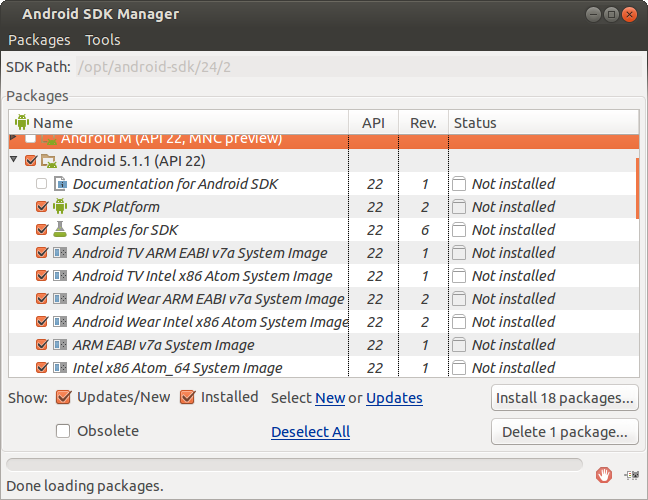 Android SDK Manager
Packages Tools
SDK Path: /opt/android-sdk/24/2
Packages
Name API Rev. Status
Android M (API 22, MNC preview)
Android 5.1.1 (API 22)
Documentation for Android SDK 22 1 Not installed
SDK Platform 22 2 Not installed
Samples for SDK 22 6 Not installed
Android TV ARM EABI v7a System Image 22 1 Not installed
Android TV Intel x86 Atom System Image 22 1 Not installed
Android Wear ARM EABI v7a System Image 22 2 Not installed
Android Wear Intel x86 Atom System Image 22 2 Not installed
ARM EABI v7a System Image 22 1 Not installed
Intel x86 Atom_64 System Image 22 1 Not installed
Show: Updates/New Installed Select New or Updates Install 18 packages...
Obsolete Deselect All Delete 1 package...
Done loading packages.